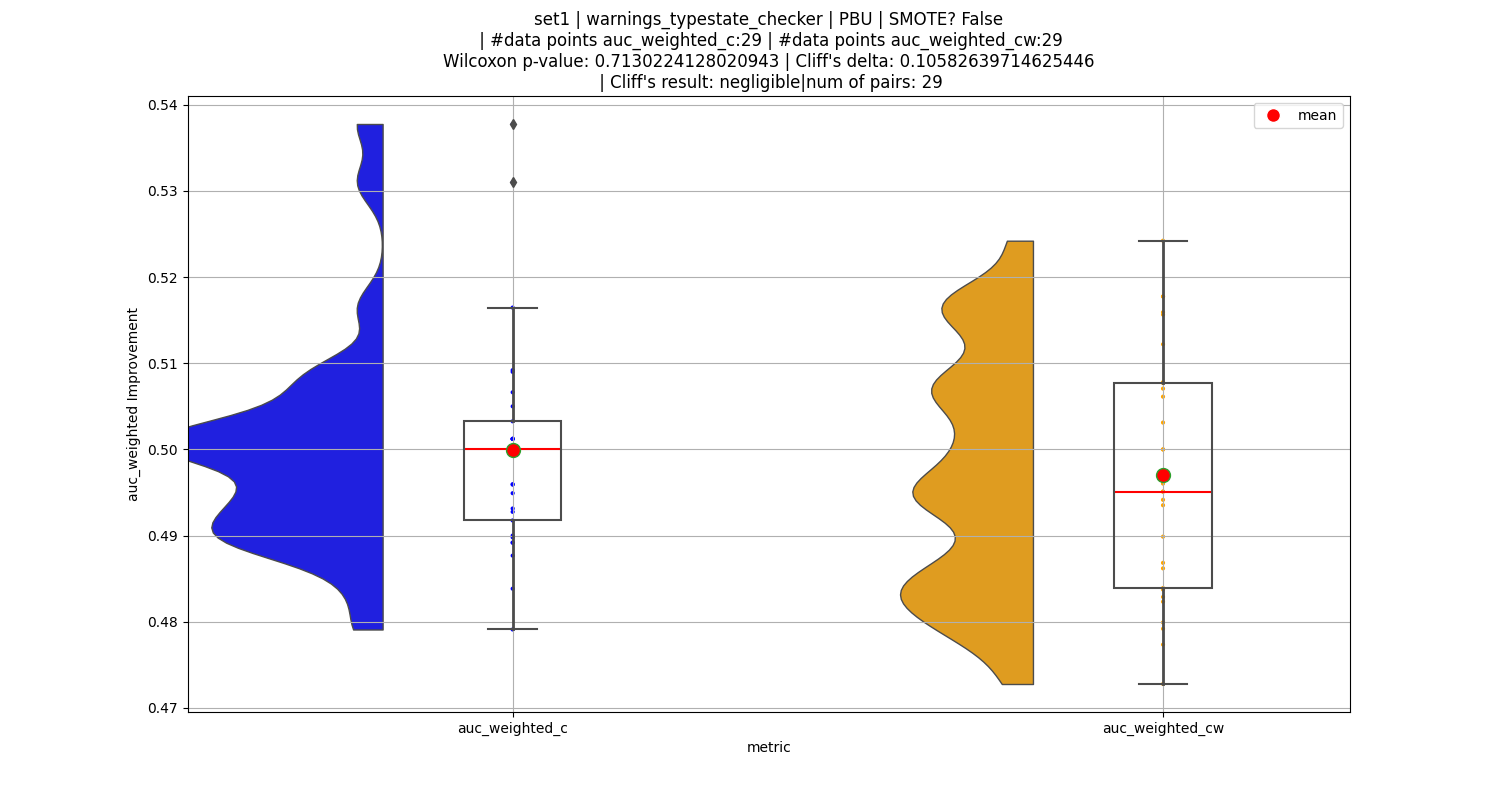 set1 | warnings_typestate_checker | PBU | SMOTE? False
| #data points auc_weighted_c:29 | #data points auc_weighted_cw:29
Wilcoxon p-value: 0.7130224128020943 | Cliff's delta: 0.10582639714625446
| Cliff's result: negligible|num of pairs: 29
mean
auc_weighted Improvement
0.54
0.53
0.52
0.51
0.50
0.49
0.48
0.47
auc_weighted_c
auc_weighted_cw
metric